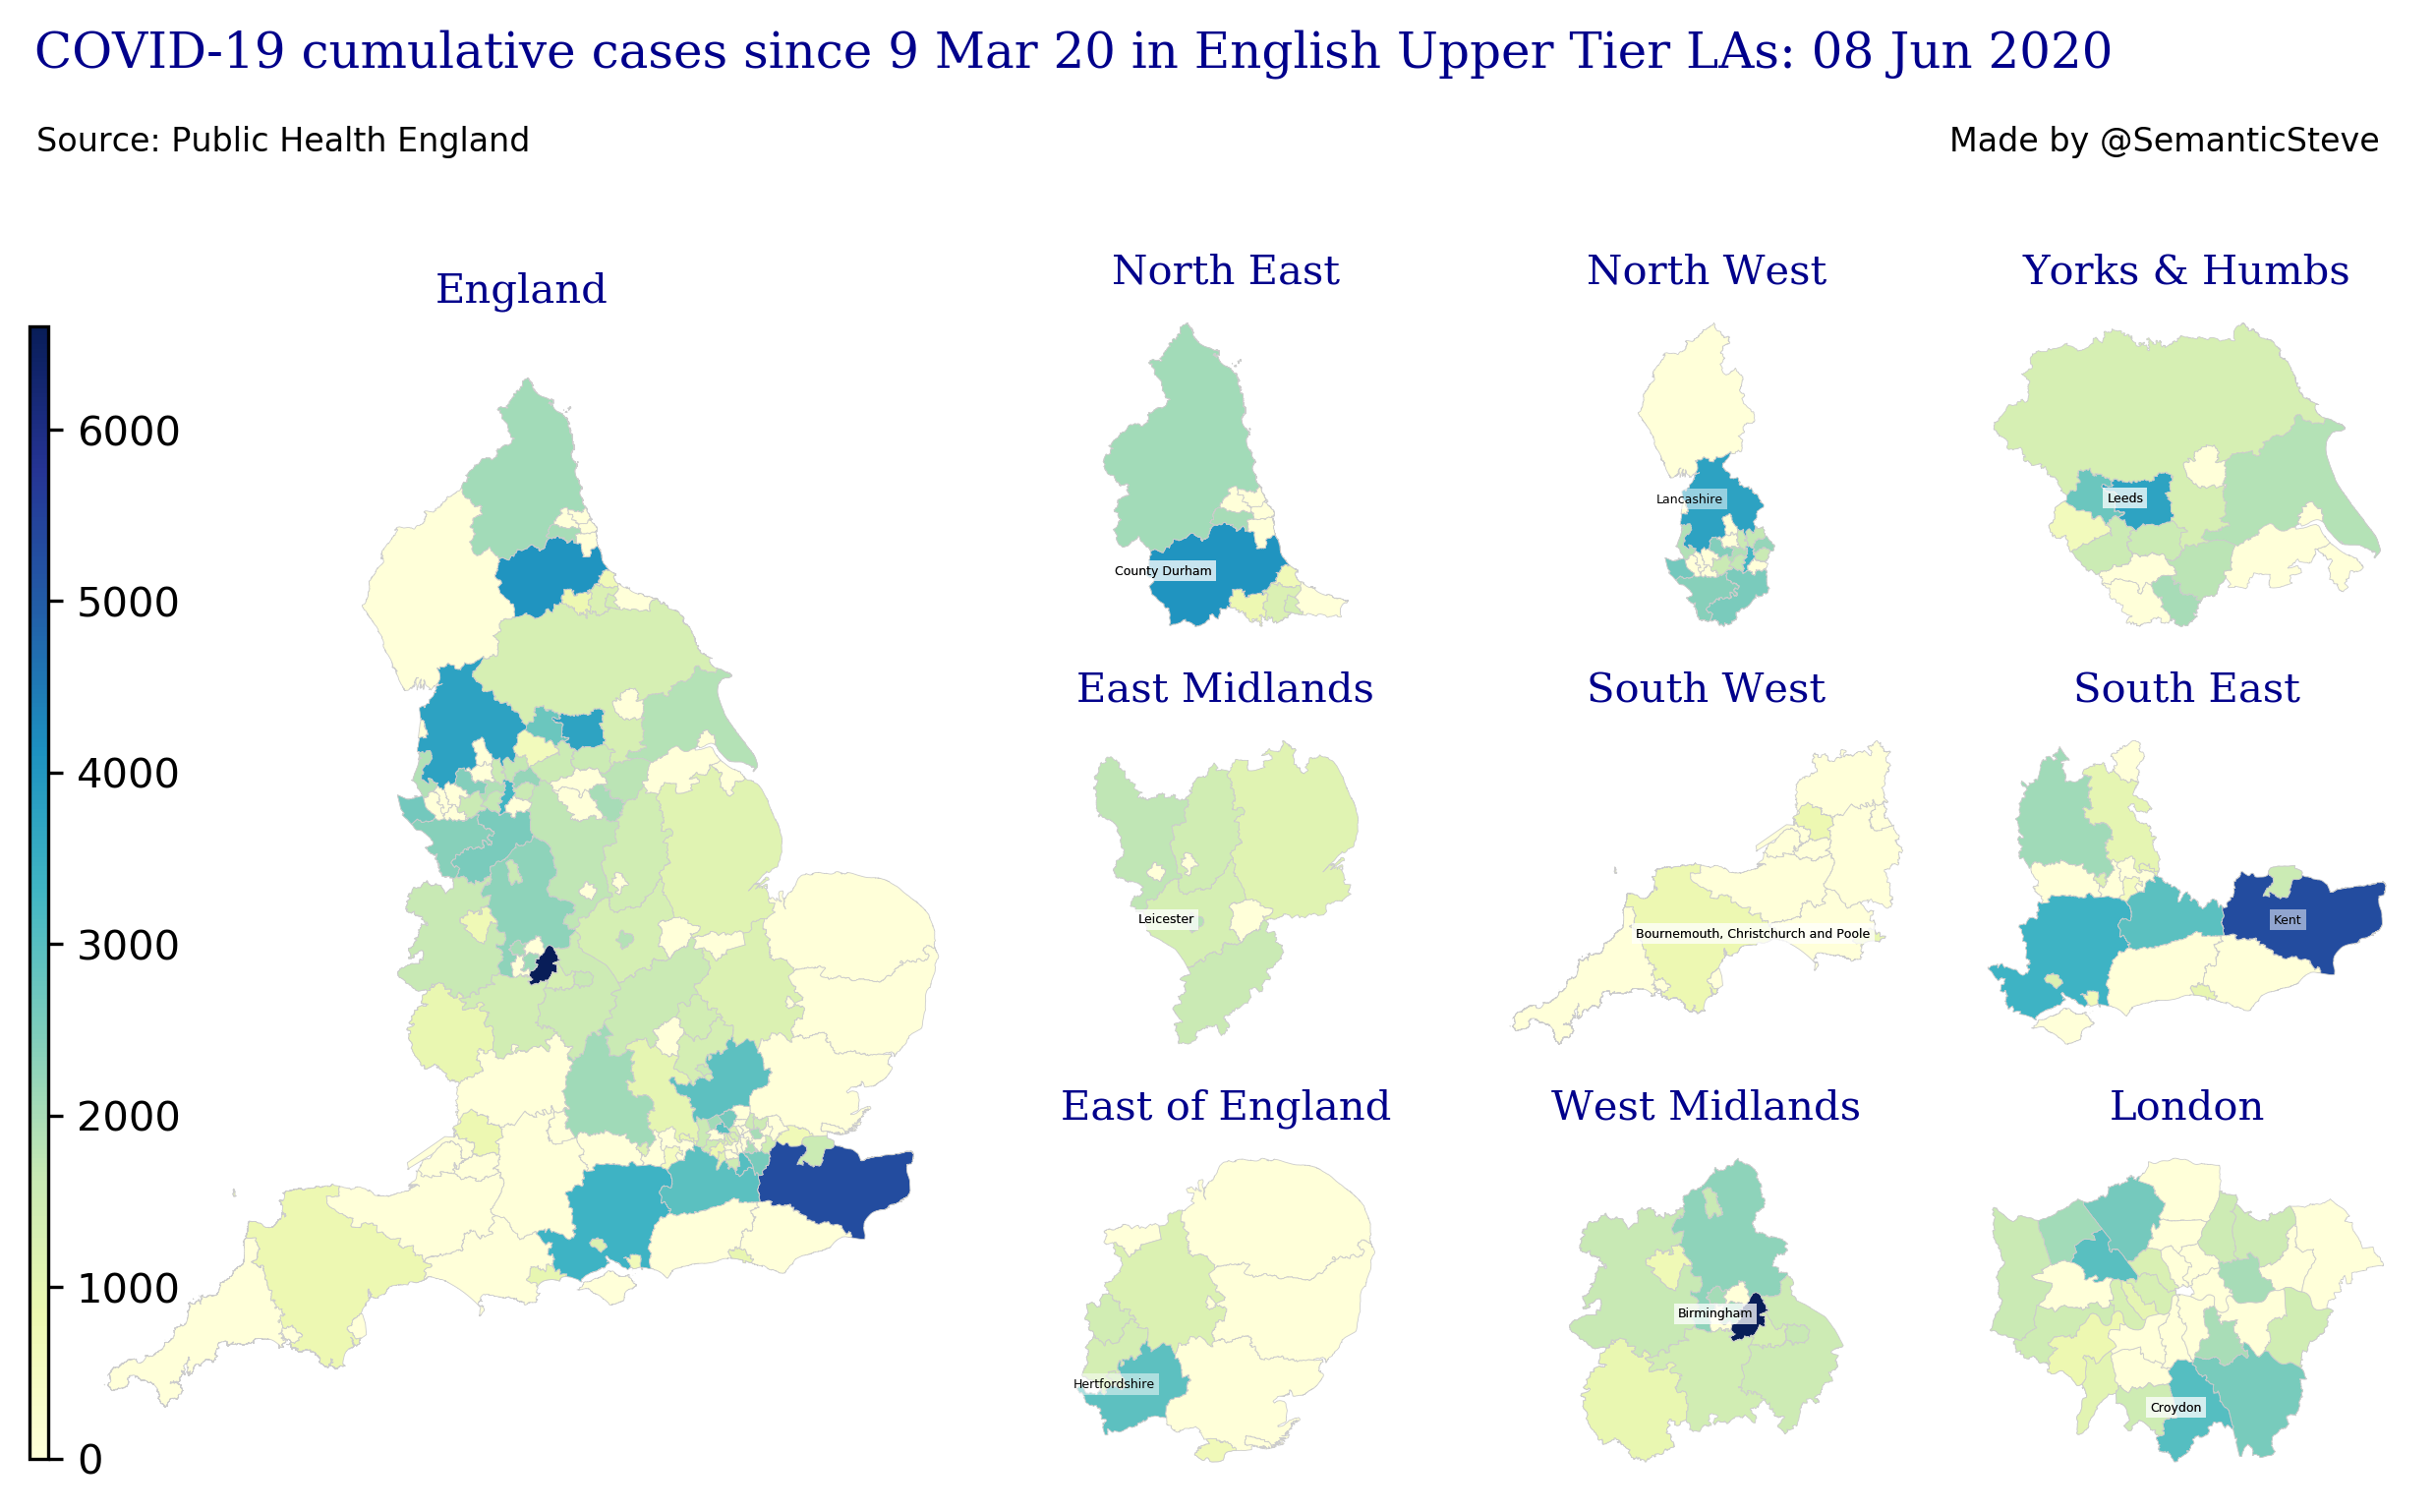 COVID-19 cumulative cases since 9 Mar 20 in English Upper Tier LAs: 08 Jun 2020
Source: Public Health England
Made by @SemanticSteve
England
6000
5000
4000
3000
2000
1000
0
North East
County Durham
North West
Lancashire
Yorks & Humbs
Leeds
East Midlands
Leicester
South West
Bournemouth, Christchurch and Poole
South East
Kent
East of England
Hertfordshire
West Midlands
Birmingham
London
Croydon